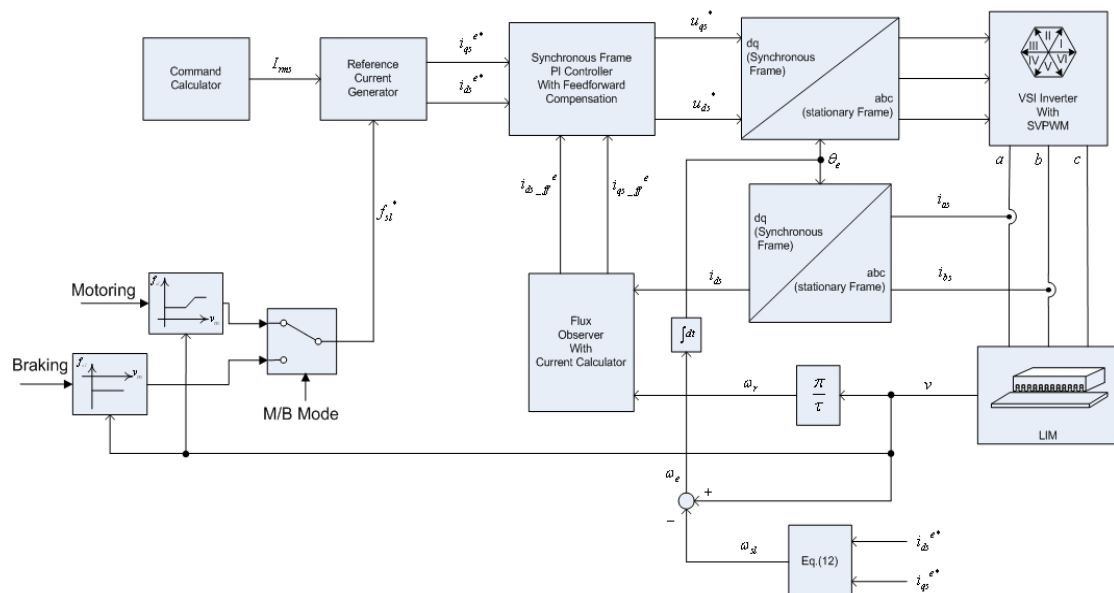 Command
Calculator
I_rms
Reference
Current
Generator
i_qs^e*
i_ds^e*
Synchronous Frame
PI Controller
With Feedforward
Compensation
u_qs^*
u_ds^*
dq
(Synchronous
Frame)
abc
(stationary Frame)
I
II
III
IV
V
VI
VSI Inverter
With
SVPWM
a
b
c
θ_e
i_ds_ff^e
i_qs_ff^e
f_sl^*
dq
(Synchronous
Frame)
abc
(stationary Frame)
i_as
i_bs
i_ds
Motoring
Braking
M/B Mode
Flux
Observer
With
Current Calculator
∫dt
ω_r
π/τ
v
LIM
ω_e
+
−
ω_sl
Eq.(12)
i_ds^e*
i_qs^e*